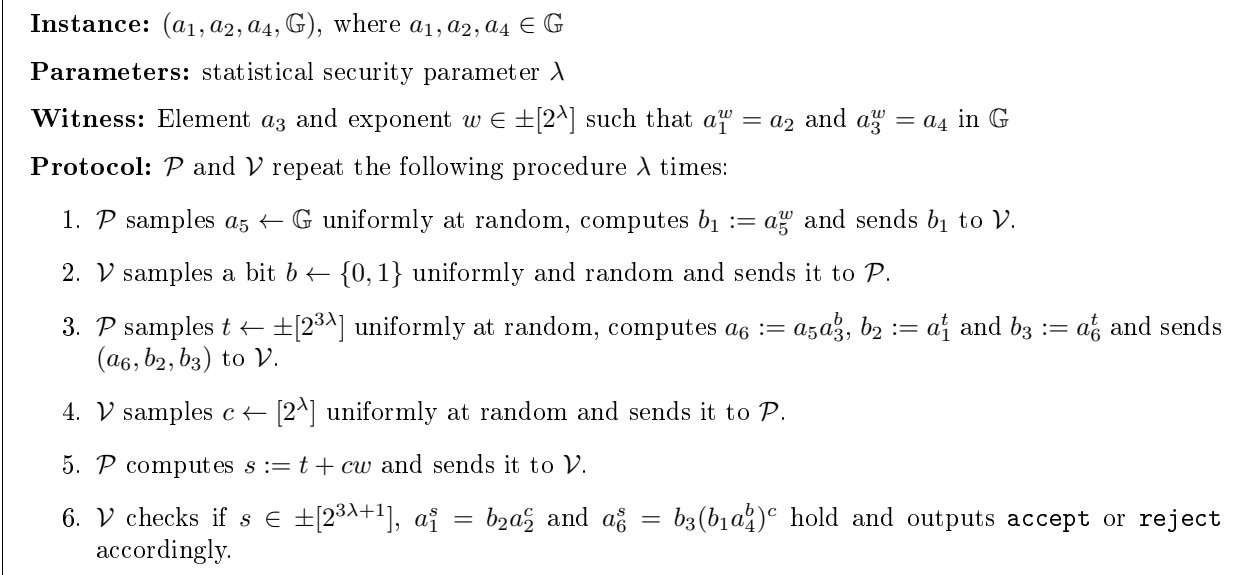 Instance: (a₁, a₂, a₄, 𝔾), where a₁, a₂, a₄ ∈ 𝔾
Parameters: statistical security parameter λ
Witness: Element a₃ and exponent w ∈ ±[2^λ] such that a₁^w = a₂ and a₃^w = a₄ in 𝔾
Protocol: 𝒫 and 𝒱 repeat the following procedure λ times:
1. 𝒫 samples a₅ ← 𝔾 uniformly at random, computes b₁ := a₅^w and sends b₁ to 𝒱.
2. 𝒱 samples a bit b ← {0, 1} uniformly and random and sends it to 𝒫.
3. 𝒫 samples t ← ±[2^{3λ}] uniformly at random, computes a₆ := a₅a₃^b, b₂ := a₁^t and b₃ := a₆^t and sends
(a₆, b₂, b₃) to 𝒱.
4. 𝒱 samples c ← [2^λ] uniformly at random and sends it to 𝒫.
5. 𝒫 computes s := t + cw and sends it to 𝒱.
6. 𝒱 checks if s ∈ ±[2^{3λ+1}], a₁^s = b₂a₂^c and a₆^s = b₃(b₁a₄^b)^c hold and outputs accept or reject
accordingly.